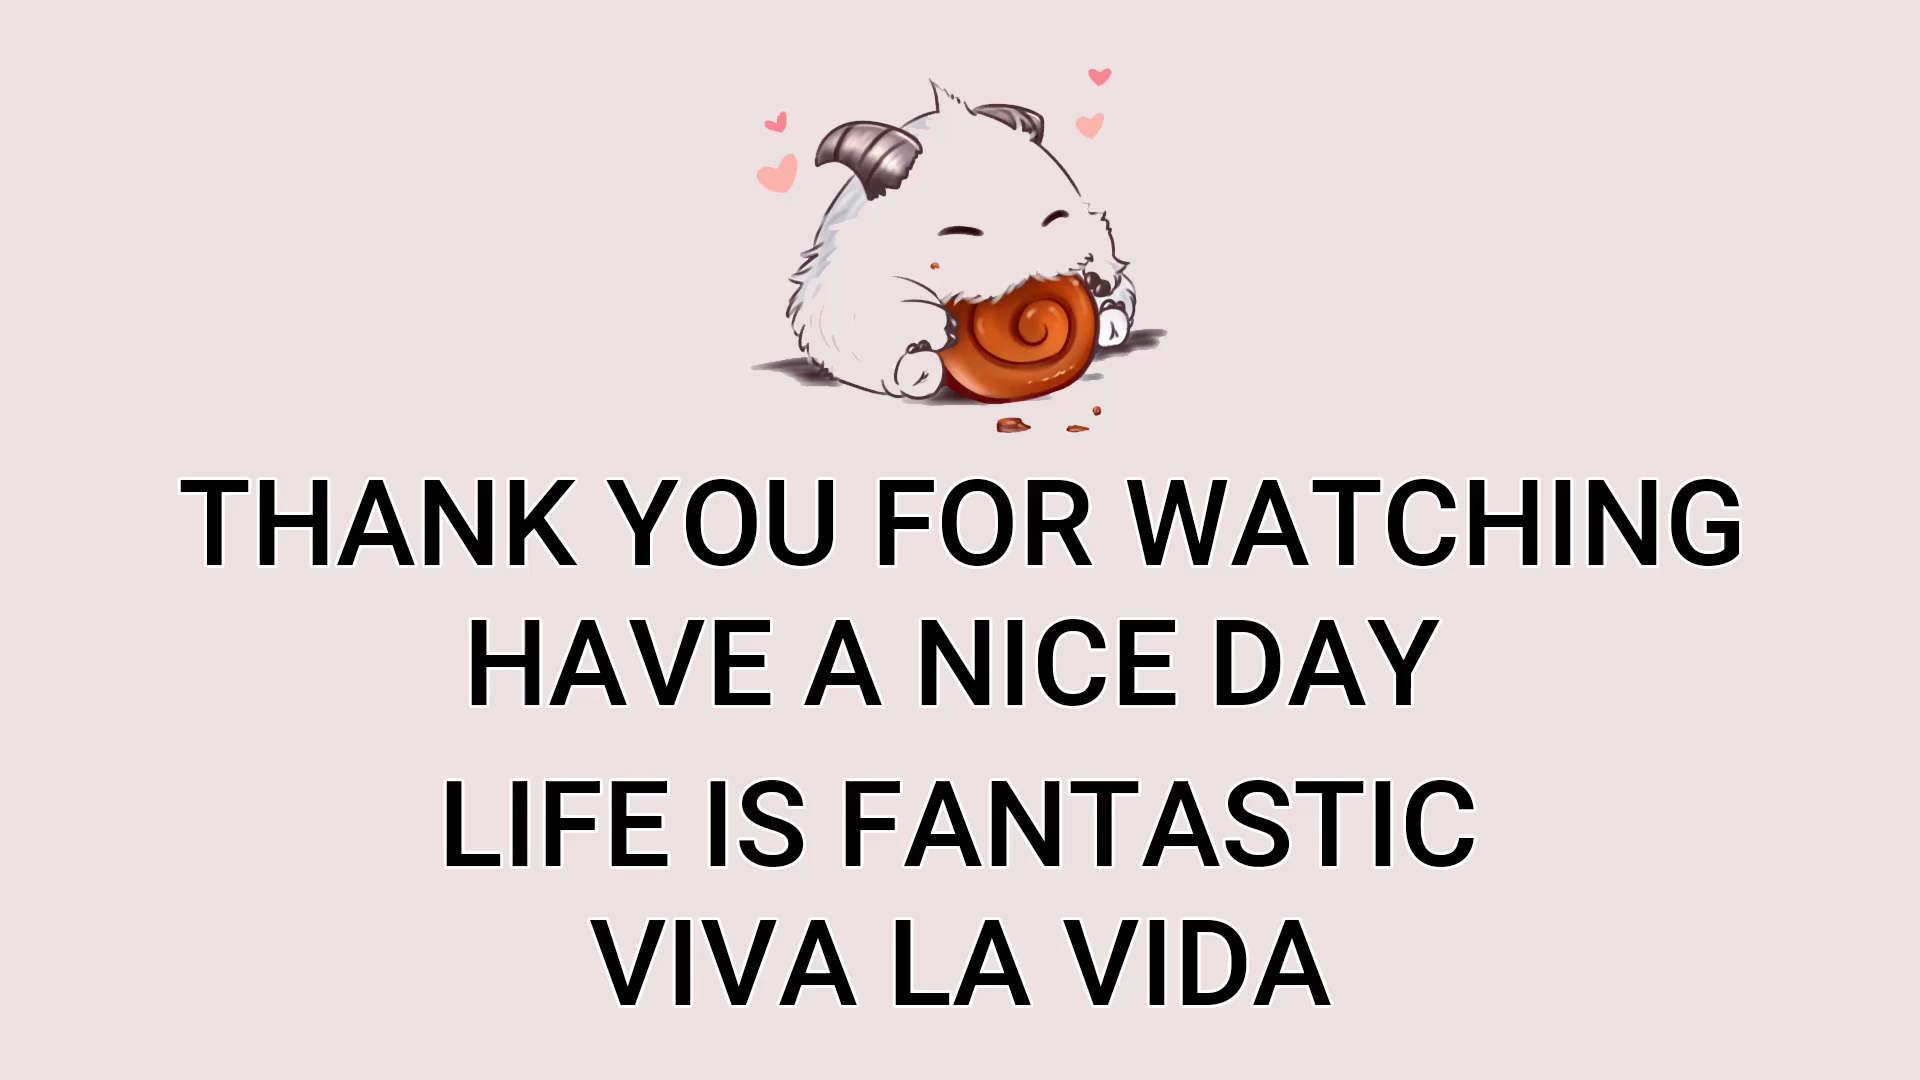 THANK YOU FOR WATCHING
HAVE A NICE DAY
LIFE IS FANTASTIC
VIVA LA VIDA